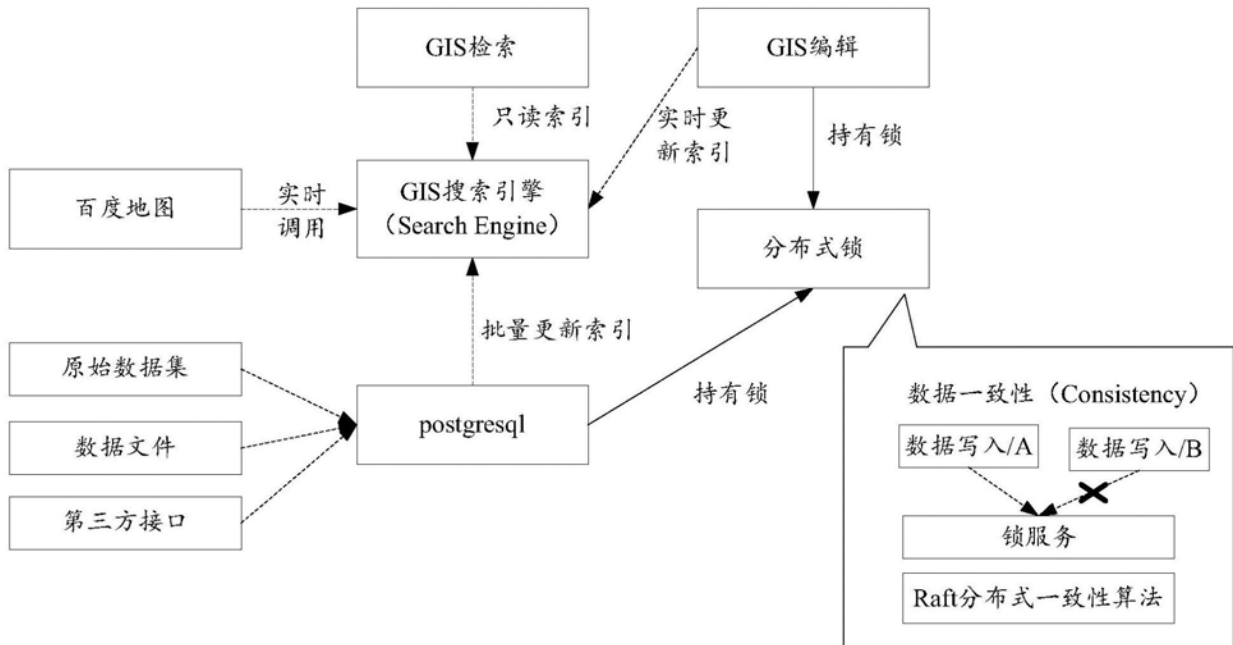 GIS检索
GIS编辑
只读索引
实时更
新索引
持有锁
百度地图
实时
调用
GIS搜索引擎
（Search Engine）
分布式锁
批量更新索引
原始数据集
数据文件
第三方接口
postgresql
持有锁
数据一致性（Consistency）
数据写入/A
数据写入/B
锁服务
Raft分布式一致性算法